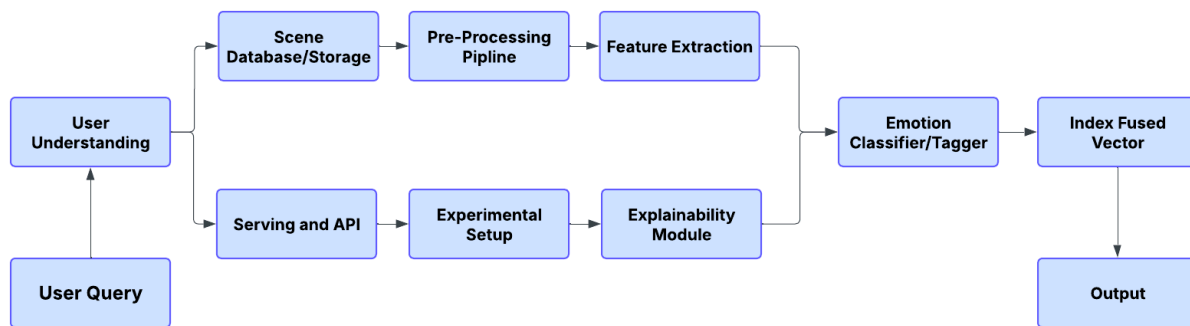 Scene
Database/Storage
Pre-Processing
Pipline
Feature Extraction
User
Understanding
Emotion
Classifier/Tagger
Index Fused
Vector
Serving and API
Experimental
Setup
Explainability
Module
User Query
Output